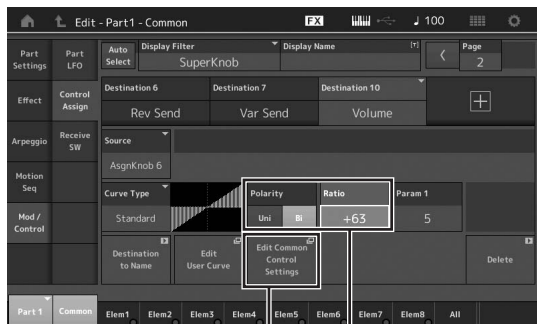 Edit - Part1 - Common
FX
100
Part Settings
Part LFO
Auto Select
Display Filter
SuperKnob
Display Name
[T]
Page
2
Effect
Control Assign
Destination 6
Rev Send
Destination 7
Var Send
Destination 10
Volume
Arpeggio
Receive SW
Source
AsgnKnob 6
Motion Seq
Curve Type
Standard
Polarity
Uni
Bi
Ratio
+63
Param 1
5
Mod / Control
Destination to Name
Edit User Curve
Edit Common Control Settings
Delete
Part 1
Common
Elem1
Elem2
Elem3
Elem4
Elem5
Elem6
Elem7
Elem8
All